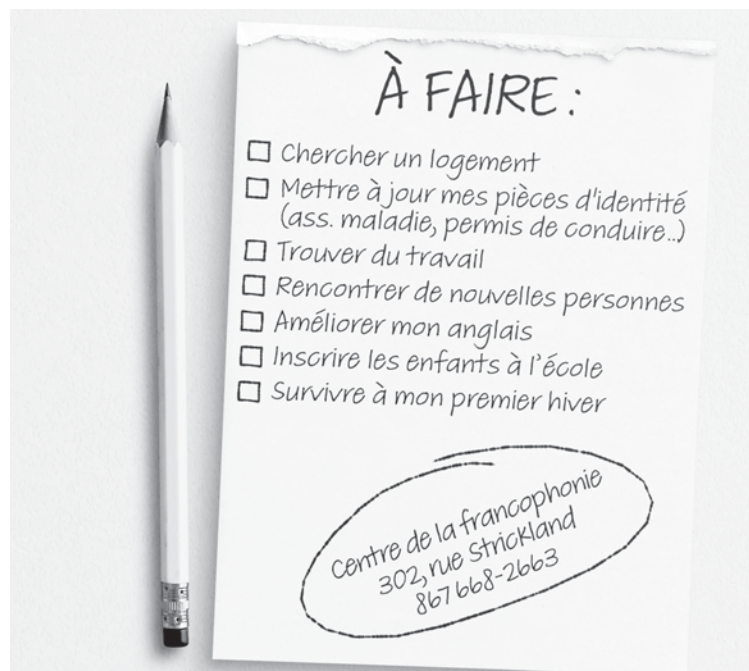 À FAIRE :
Chercher un logement
Mettre à jour mes pièces d'identité
(ass. maladie, permis de conduire...)
Trouver du travail
Rencontrer de nouvelles personnes
Améliorer mon anglais
Inscrire les enfants à l'école
Survivre à mon premier hiver
Centre de la francophonie
302, rue Strickland
867 668-2663